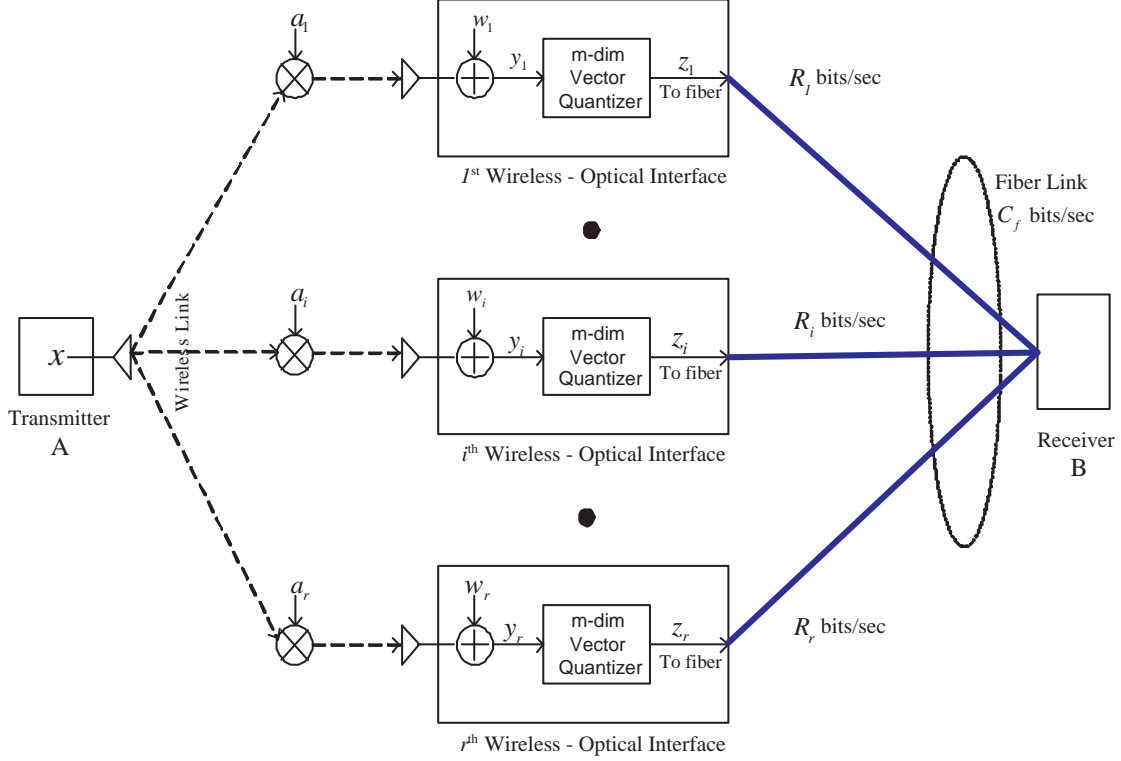 a₁
w₁
y₁
m-dim
Vector
Quantizer
z₁
To fiber
R₁ bits/sec
1ˢᵗ Wireless - Optical Interface
Fiber Link
C_f bits/sec
x
Transmitter
A
Wireless Link
aᵢ
wᵢ
yᵢ
m-dim
Vector
Quantizer
zᵢ
To fiber
Rᵢ bits/sec
iᵗʰ Wireless - Optical Interface
Receiver
B
aᵣ
wᵣ
yᵣ
m-dim
Vector
Quantizer
zᵣ
To fiber
Rᵣ bits/sec
rᵗʰ Wireless - Optical Interface